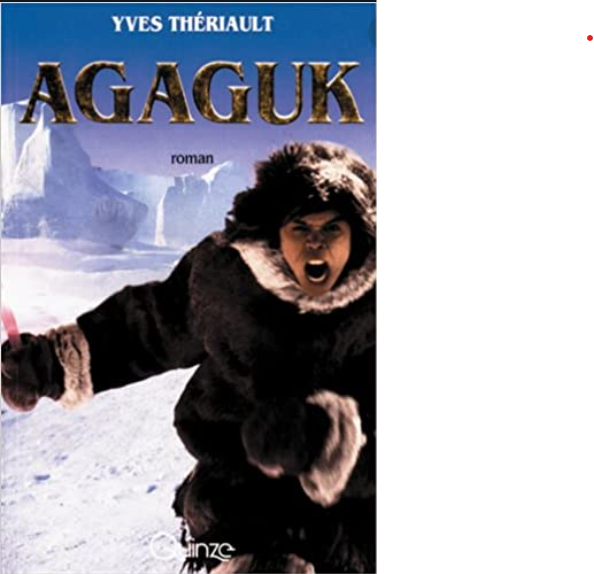 YVES THÉRIAULT
AGAGUK
roman
Quinze